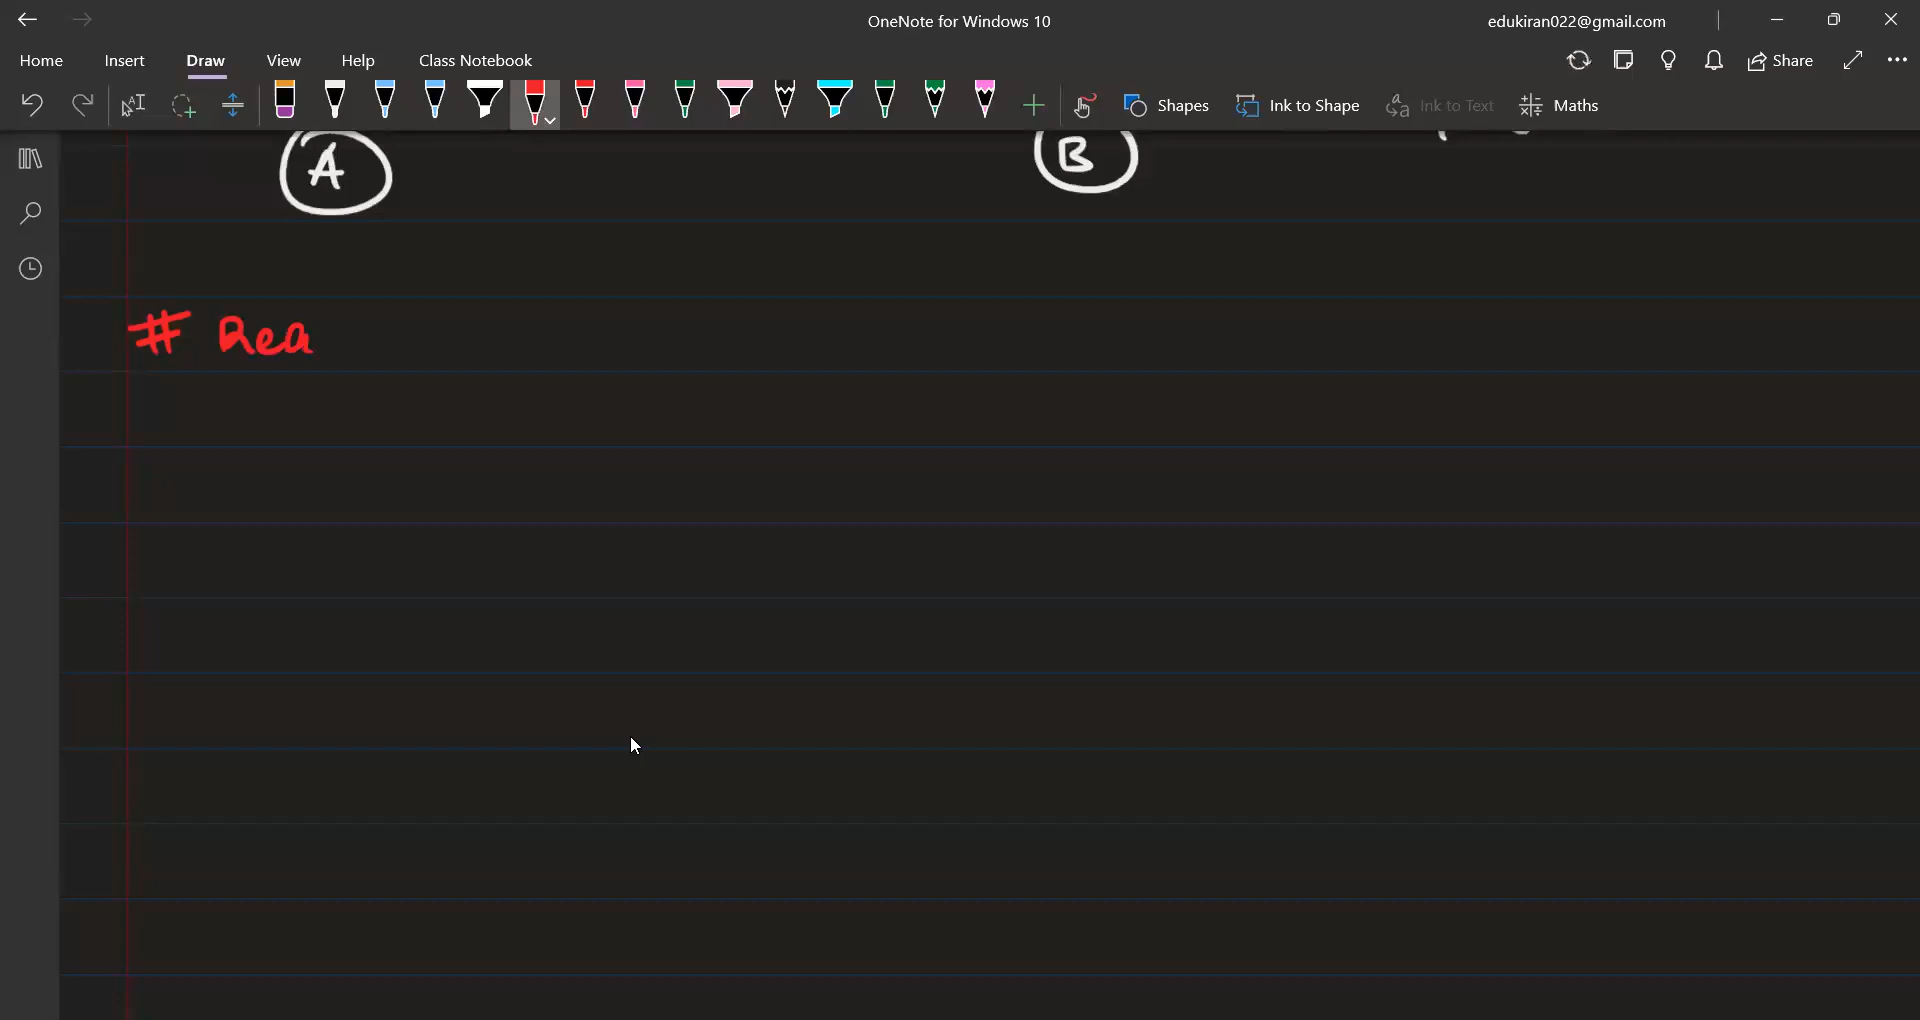 OneNote for Windows 10
edukiran022@gmail.com
Home Insert Draw View Help Class Notebook
Share
Shapes Ink to Shape Ink to Text Maths
A B
# Rea